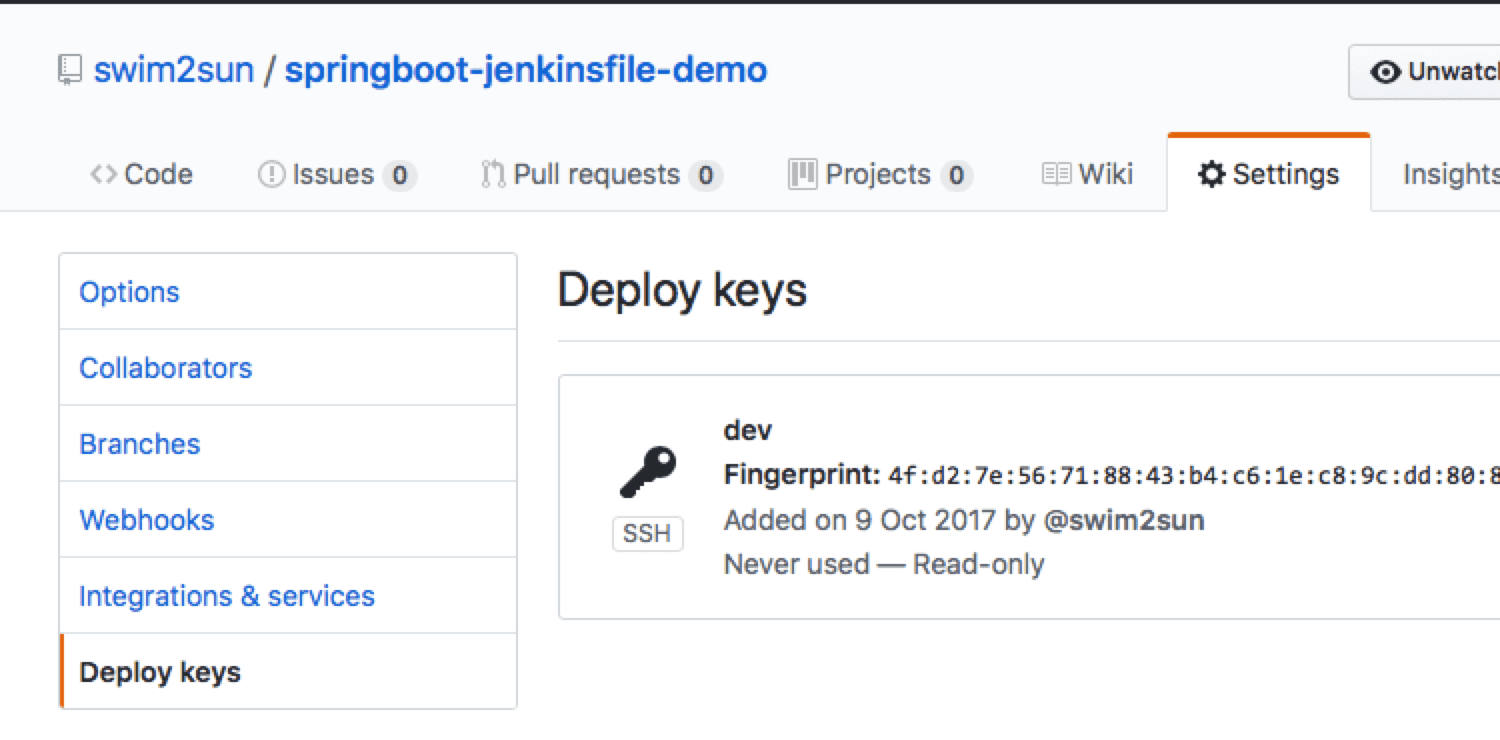 swim2sun / springboot-jenkinsfile-demo
Code Issues 0 Pull requests 0 Projects 0 Wiki Settings Insights
Options
Collaborators
Branches
Webhooks
Integrations & services
Deploy keys
Deploy keys
dev
Fingerprint: 4f:d2:7e:56:71:88:43:b4:c6:1e:c8:9c:dd:80:
SSH
Added on 9 Oct 2017 by @swim2sun
Never used — Read-only